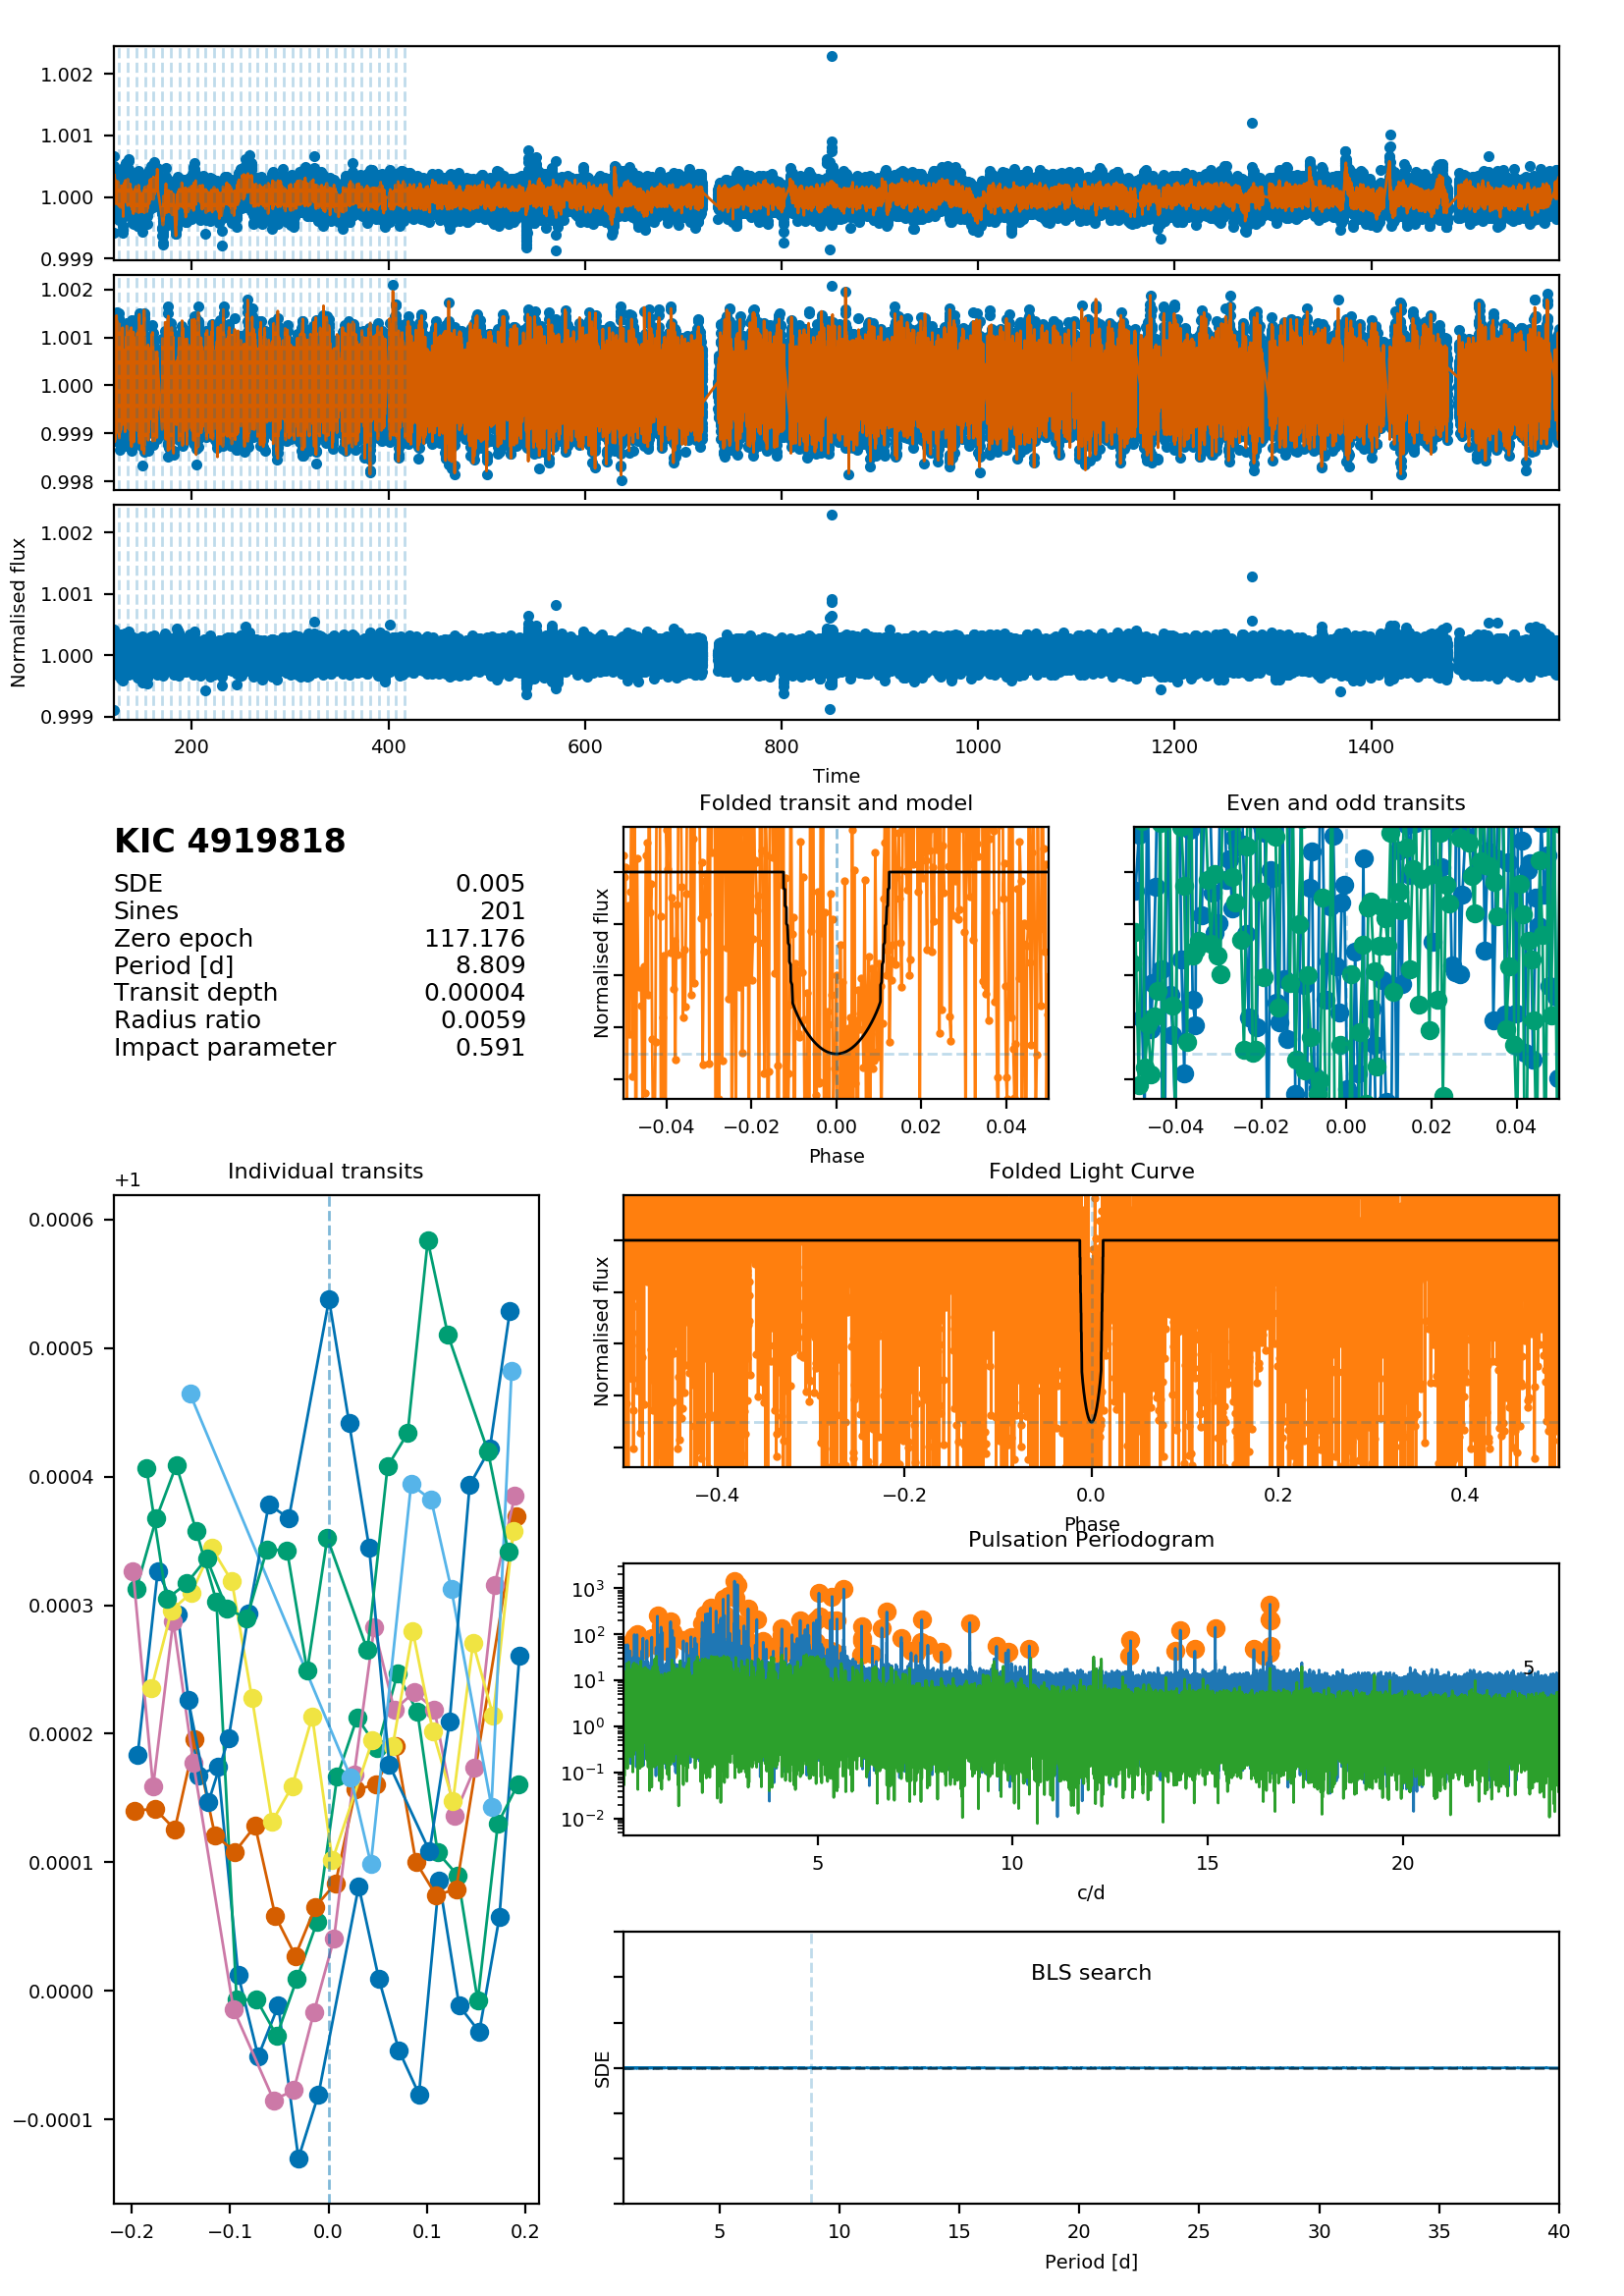 1.002
1.001
1.000
0.999
1.002
1.001
1.000
0.999
0.998
1.002
1.001
1.000
0.999
Normalised flux
200 400 600 800 1000 1200 1400
Time
KIC 4919818
SDE 0.005
Sines 201
Zero epoch 117.176
Period [d] 8.809
Transit depth 0.00004
Radius ratio 0.0059
Impact parameter 0.591
Folded transit and model
Normalised flux
−0.04 −0.02 0.00 0.02 0.04
Phase
Even and odd transits
−0.04 −0.02 0.00 0.02 0.04
Individual transits
+1
0.0006
0.0005
0.0004
0.0003
0.0002
0.0001
0.0000
−0.0001
−0.2 −0.1 0.0 0.1 0.2
Folded Light Curve
Normalised flux
−0.4 −0.2 0.0 0.2 0.4
Phase
Pulsation Periodogram
10³
10²
10¹
10⁰
10⁻¹
10⁻²
5
5 10 15 20
c/d
BLS search
SDE
5 10 15 20 25 30 35 40
Period [d]